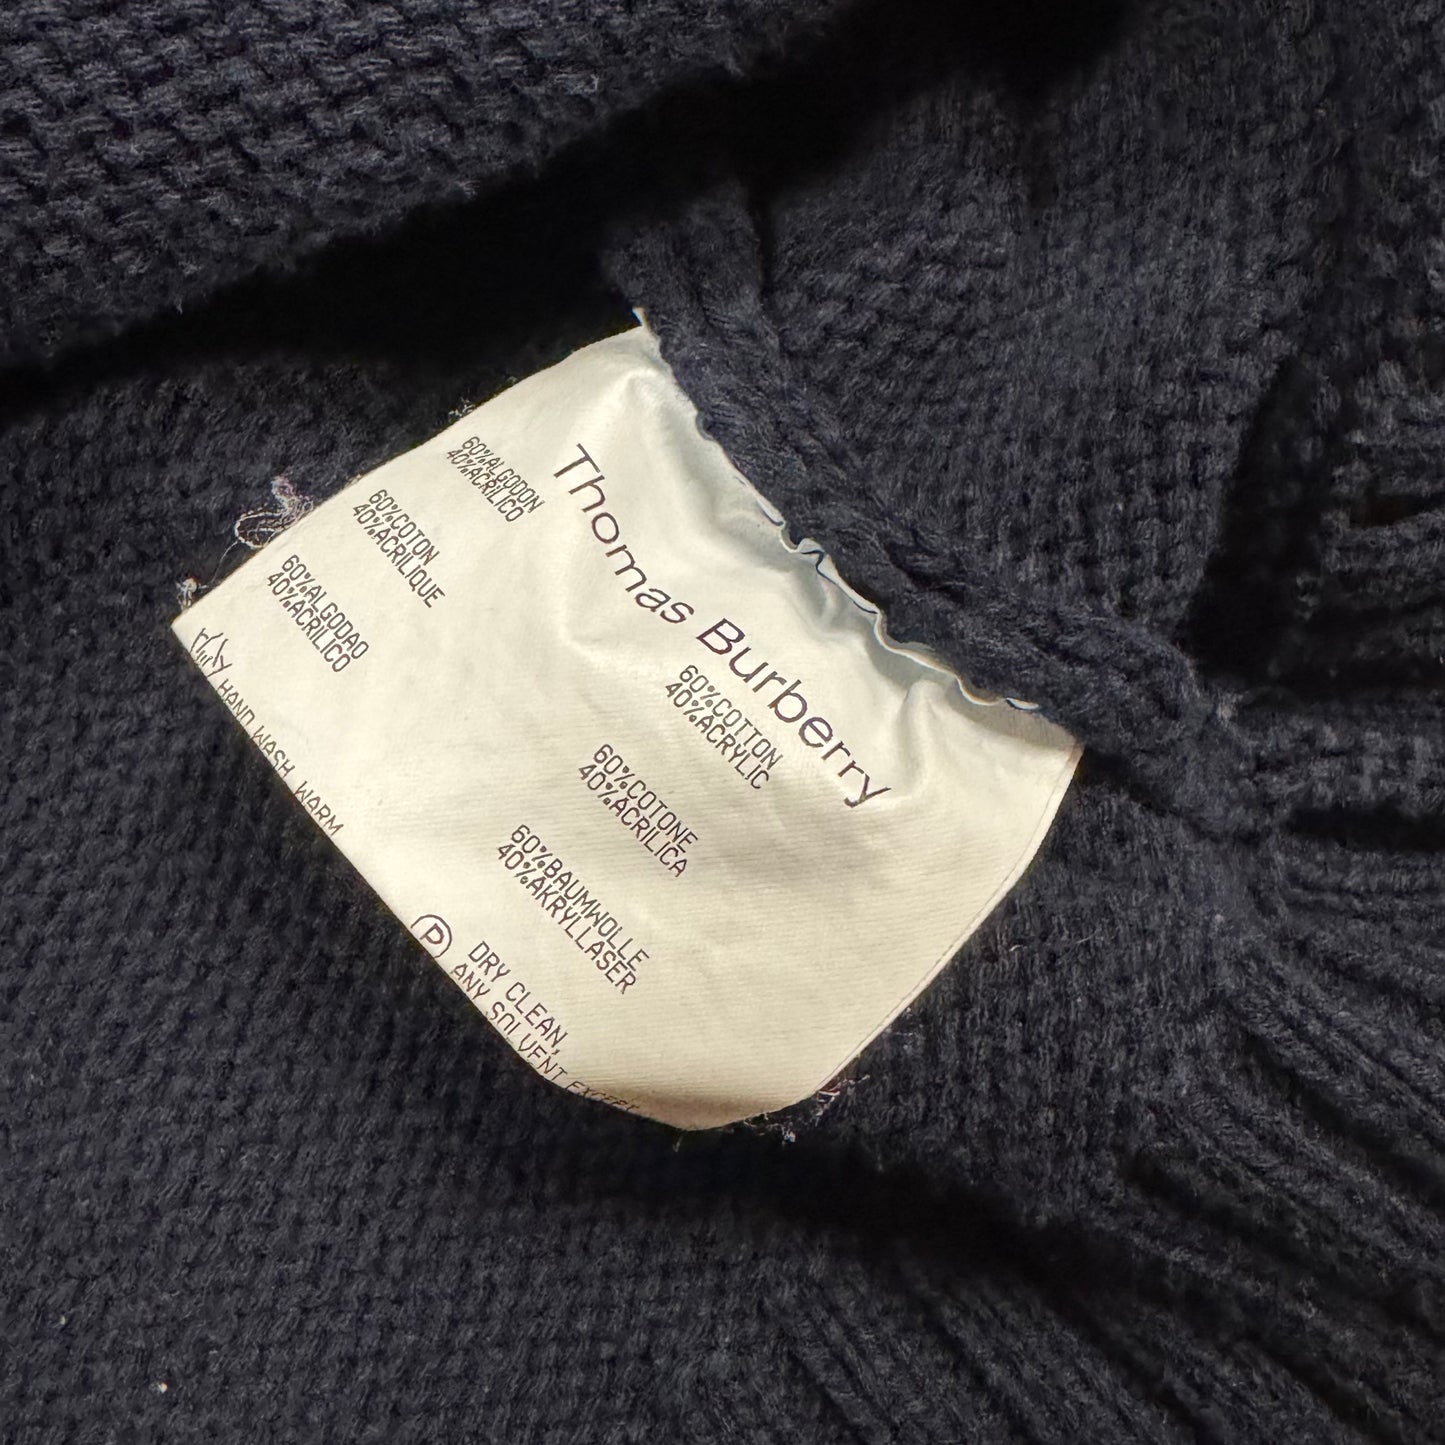 Thomas Burberry
60%COTTON
40%ACRYLIC
60%COTONE
40%ACRILICA
60%BAUMWOLLE
40%AKRYLLASER
60%ALGODON
40%ACRILICO
60%COTON
40%ACRILIQUE
60%ALGODAO
40%ACRILICO
HAND WASH WARM
P
DRY CLEAN,
ANY SOLVENT EXCEPT